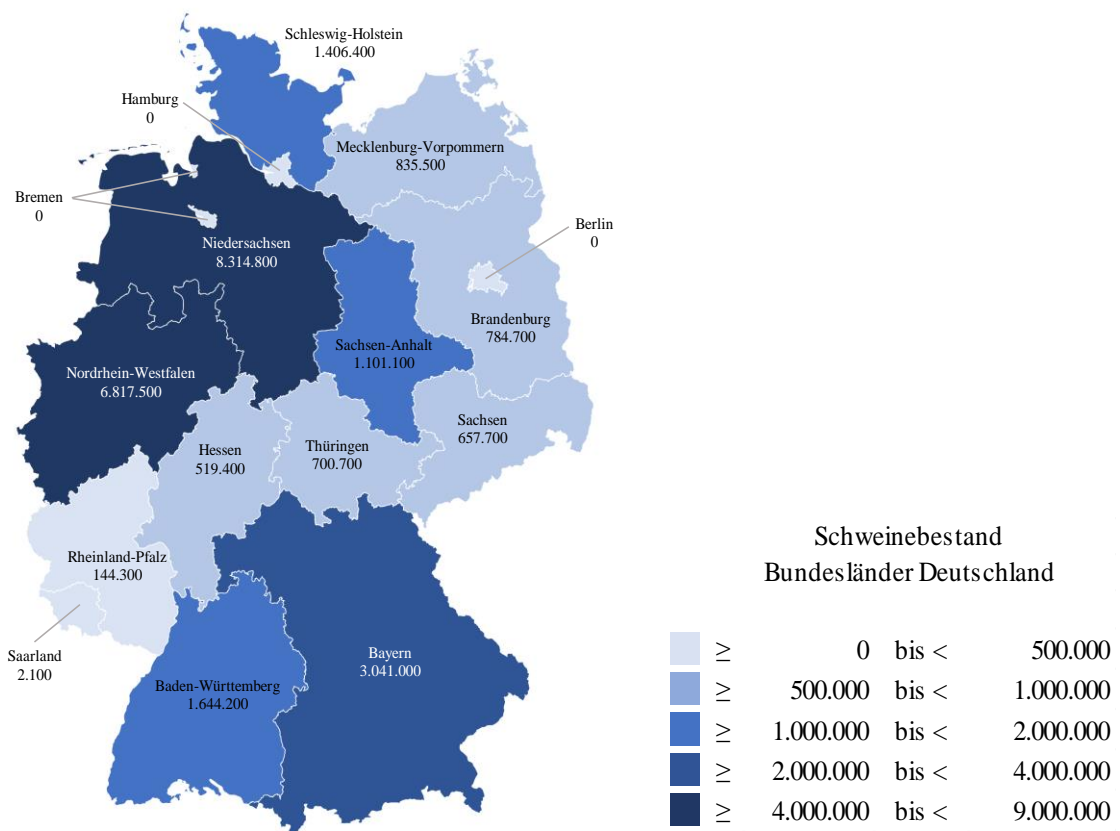 Schleswig-Holstein
1.406.400
Hamburg
0
Mecklenburg-Vorpommern
835.500
Bremen
0
Berlin
0
Niedersachsen
8.314.800
Brandenburg
784.700
Sachsen-Anhalt
1.101.100
Nordrhein-Westfalen
6.817.500
Sachsen
657.700
Hessen
519.400
Thüringen
700.700
Rheinland-Pfalz
144.300
Saarland
2.100
Bayern
3.041.000
Baden-Württemberg
1.644.200
Schweinebestand
Bundesländer Deutschland
≥ 0 bis < 500.000
≥ 500.000 bis < 1.000.000
≥ 1.000.000 bis < 2.000.000
≥ 2.000.000 bis < 4.000.000
≥ 4.000.000 bis < 9.000.000